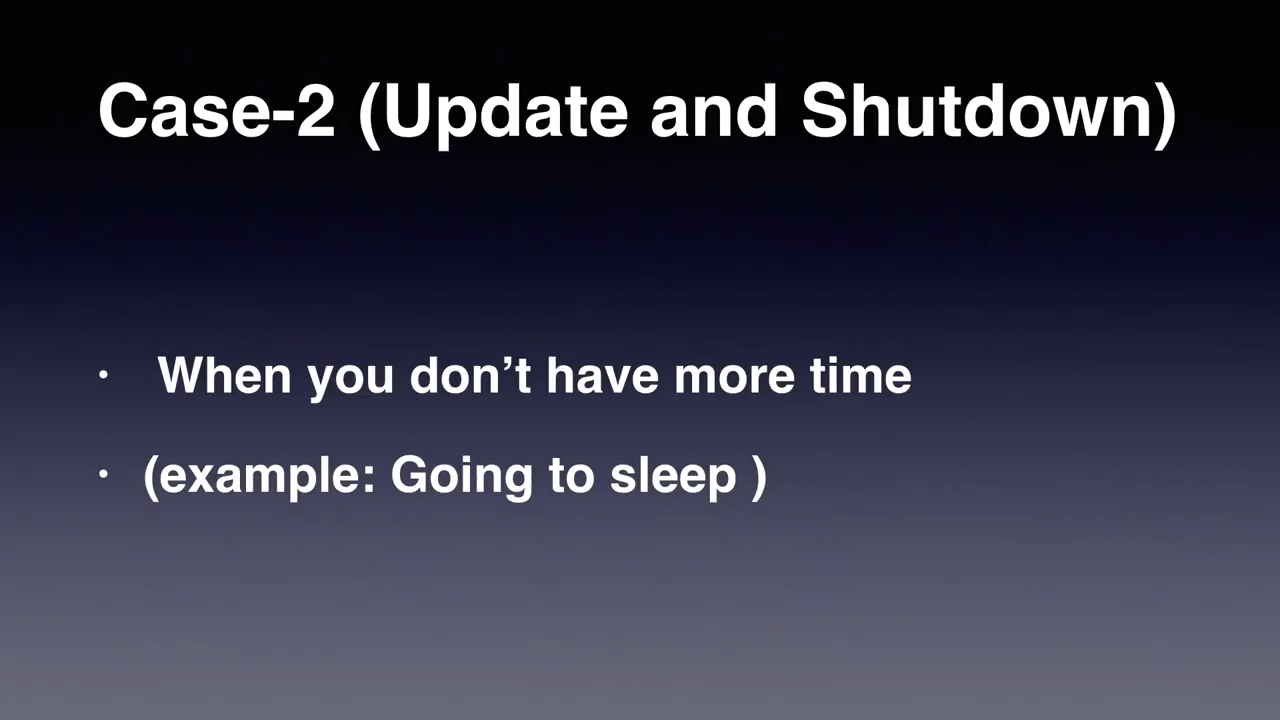 Case-2 (Update and Shutdown)
• When you don’t have more time
• (example: Going to sleep )